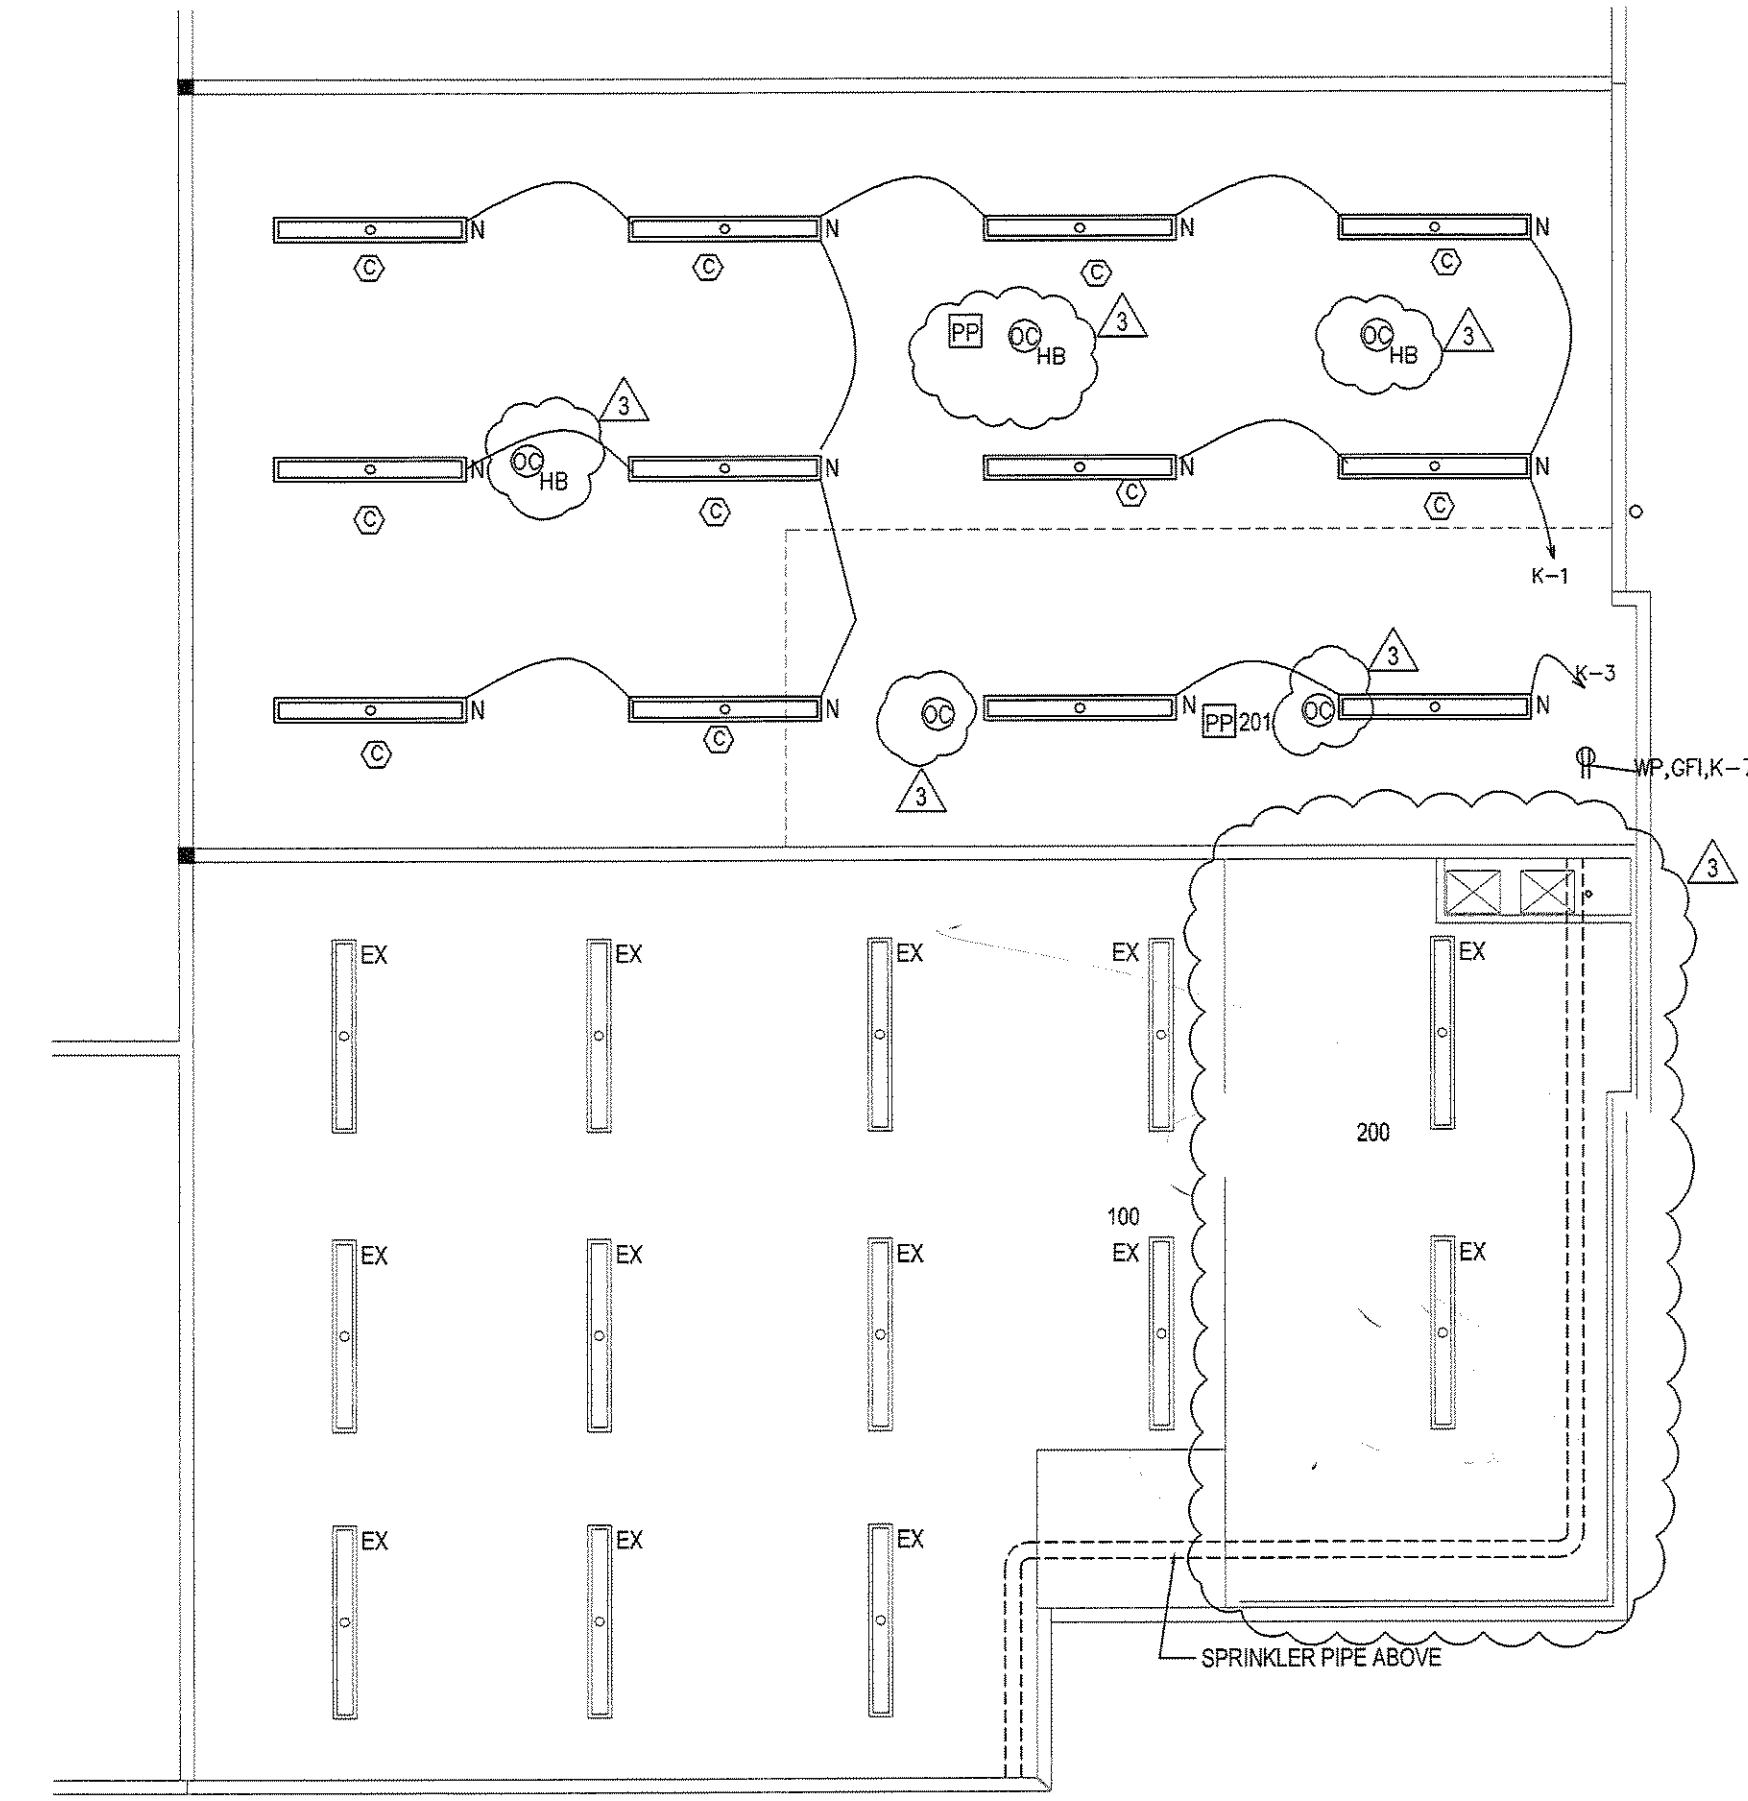 N N N N
C C C C
3 3
PP OC HB OC HB
3
N OC HB N N N
C C C C
K-1
3
K-3
N N OC N PP 201 OC N
C C
3
WP,GFI,K-7
3
EX EX EX EX EX
200
100
EX EX EX EX EX
EX EX EX
SPRINKLER PIPE ABOVE